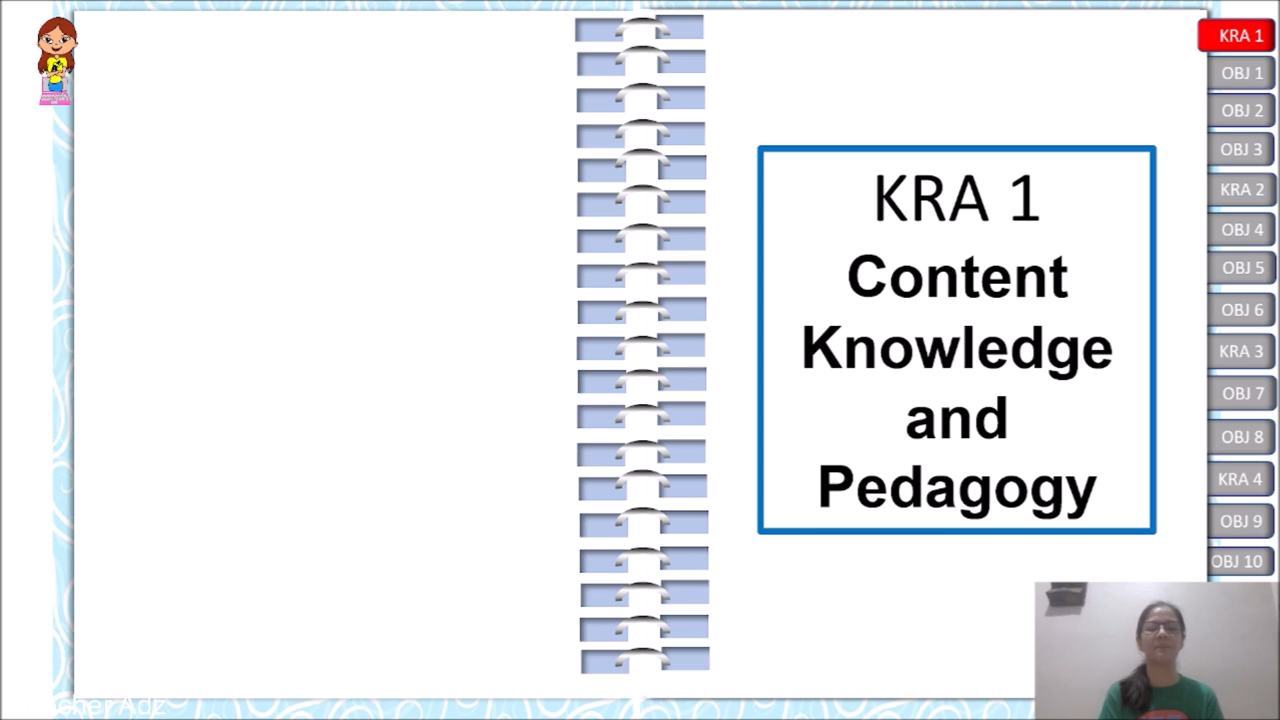 KRA 1
Content
Knowledge
and
Pedagogy
KRA 1
OBJ 1
OBJ 2
OBJ 3
KRA 2
OBJ 4
OBJ 5
OBJ 6
KRA 3
OBJ 7
OBJ 8
KRA 4
OBJ 9
OBJ 10
Adz